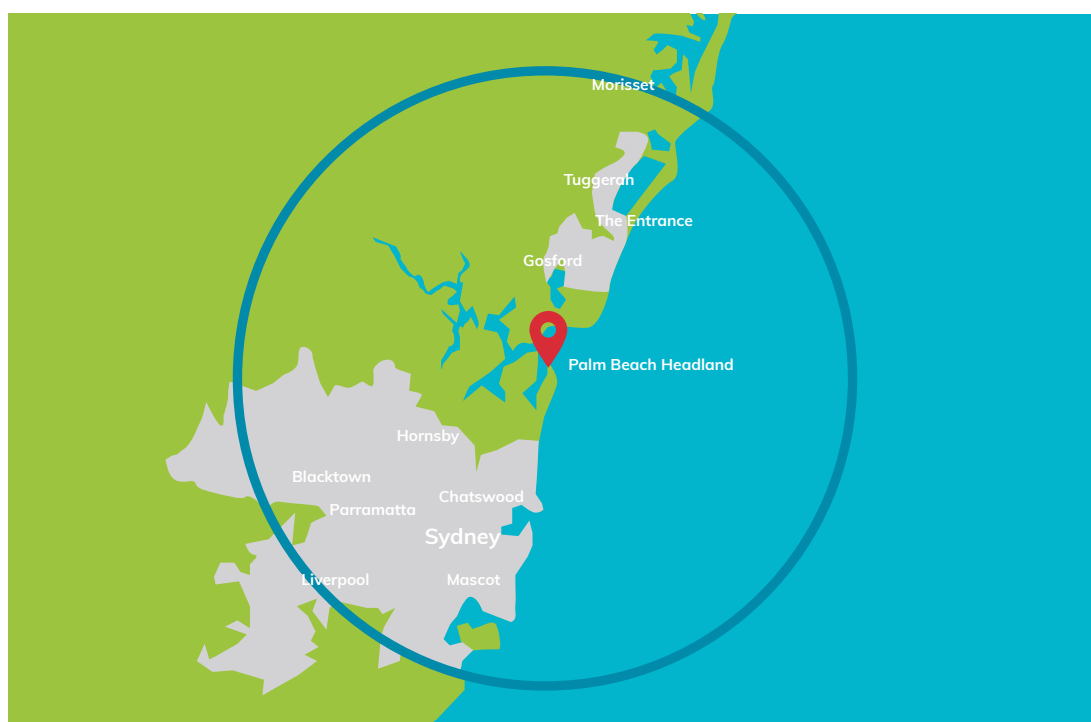 Morisset
Tuggerah
The Entrance
Gosford
Palm Beach Headland
Hornsby
Blacktown
Chatswood
Parramatta
Sydney
Liverpool
Mascot